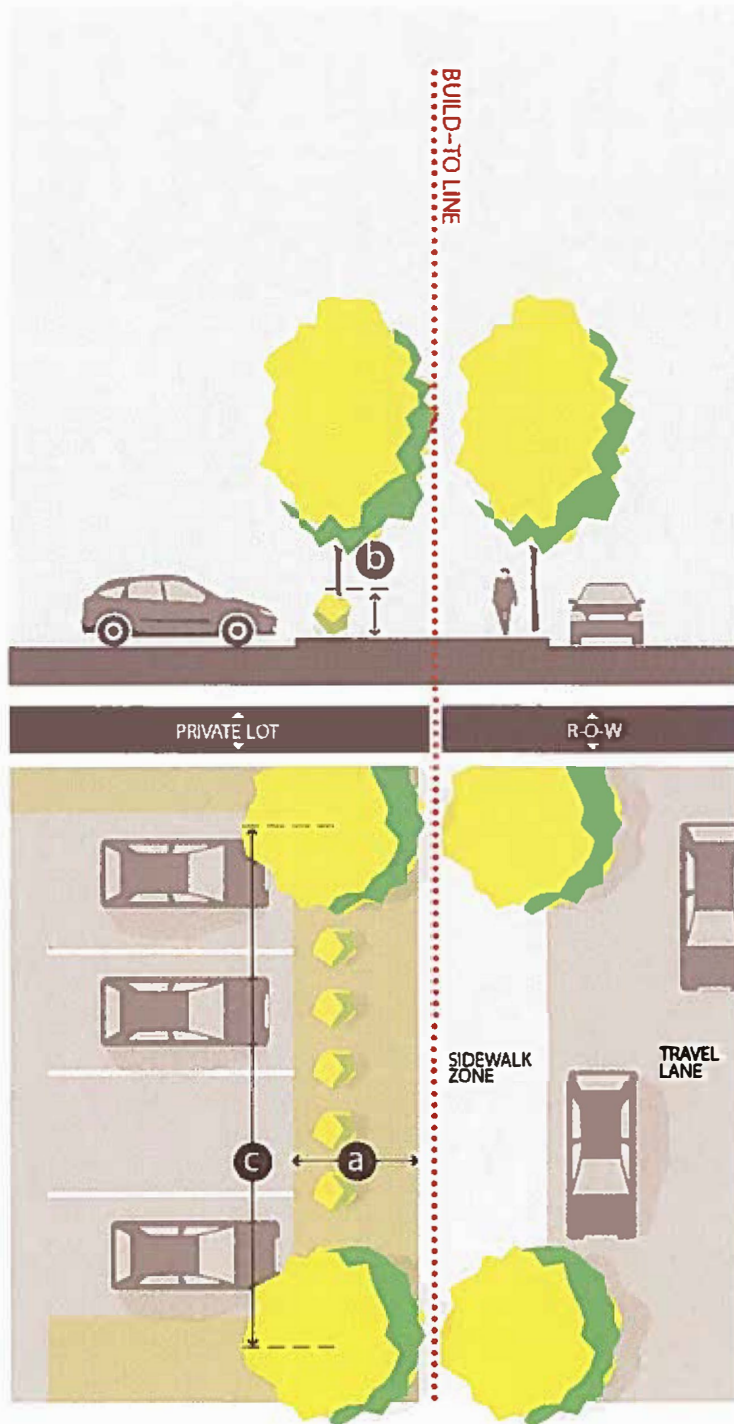 BUILD-TO LINE
b
PRIVATE LOT
R-O-W
SIDEWALK
ZONE
TRAVEL
LANE
c
a